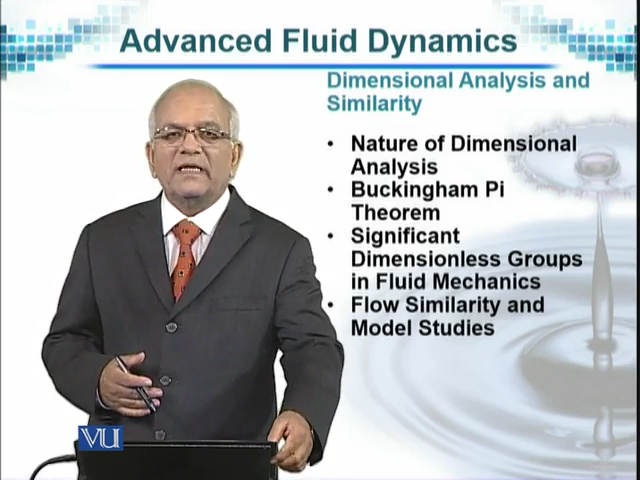 Advanced Fluid Dynamics
Dimensional Analysis and
Similarity
• Nature of Dimensional
Analysis
• Buckingham Pi
Theorem
• Significant
Dimensionless Groups
in Fluid Mechanics
• Flow Similarity and
Model Studies
VU